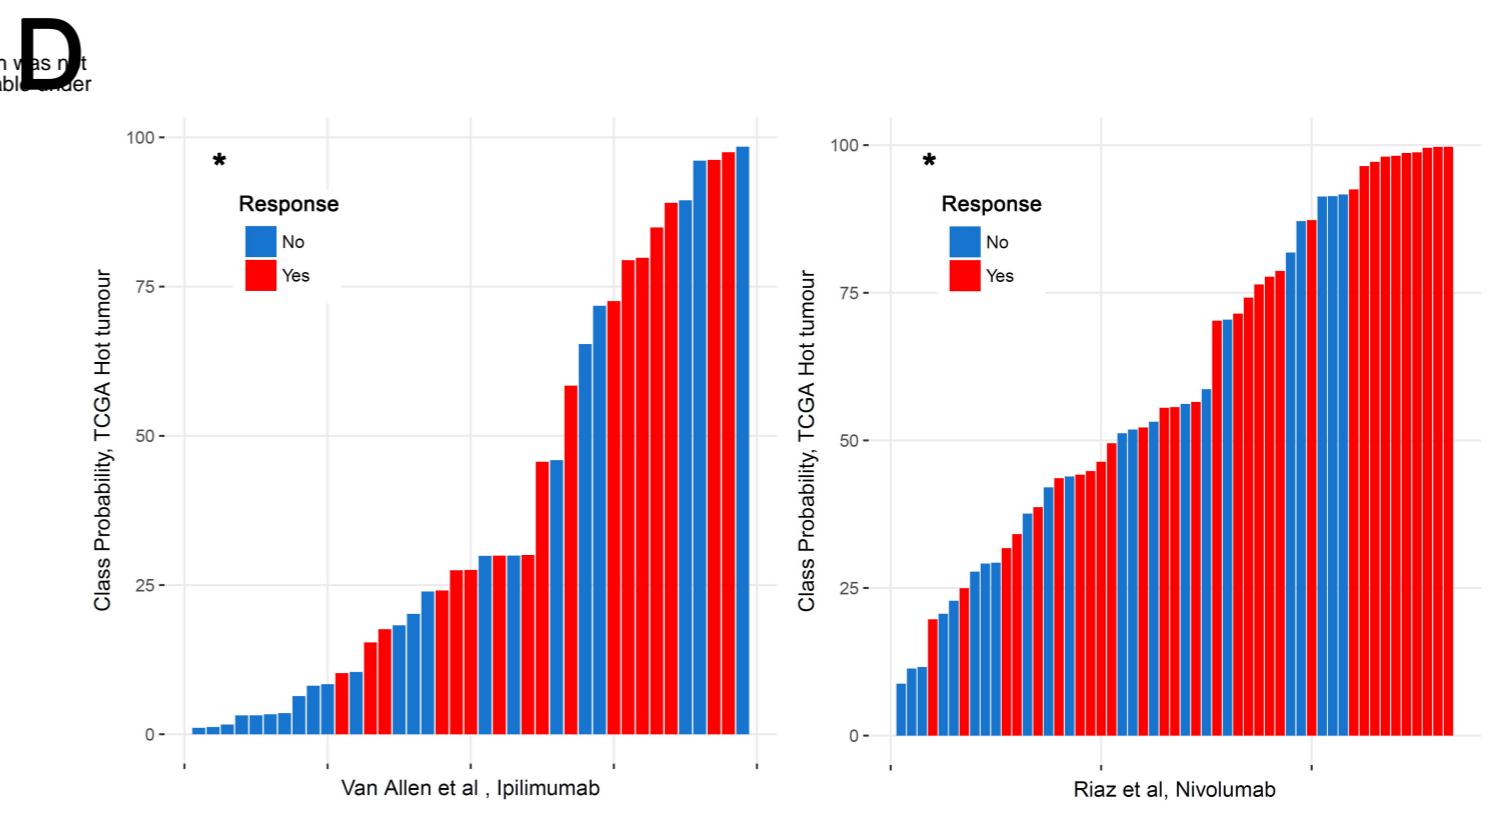 D
was
100
75
50
25
0
*
Response
No
Yes
Class Probability, TCGA Hot tumour
Van Allen et al , Ipilimumab
100
75
50
25
0
*
Response
No
Yes
Class Probability, TCGA Hot tumour
Riaz et al, Nivolumab